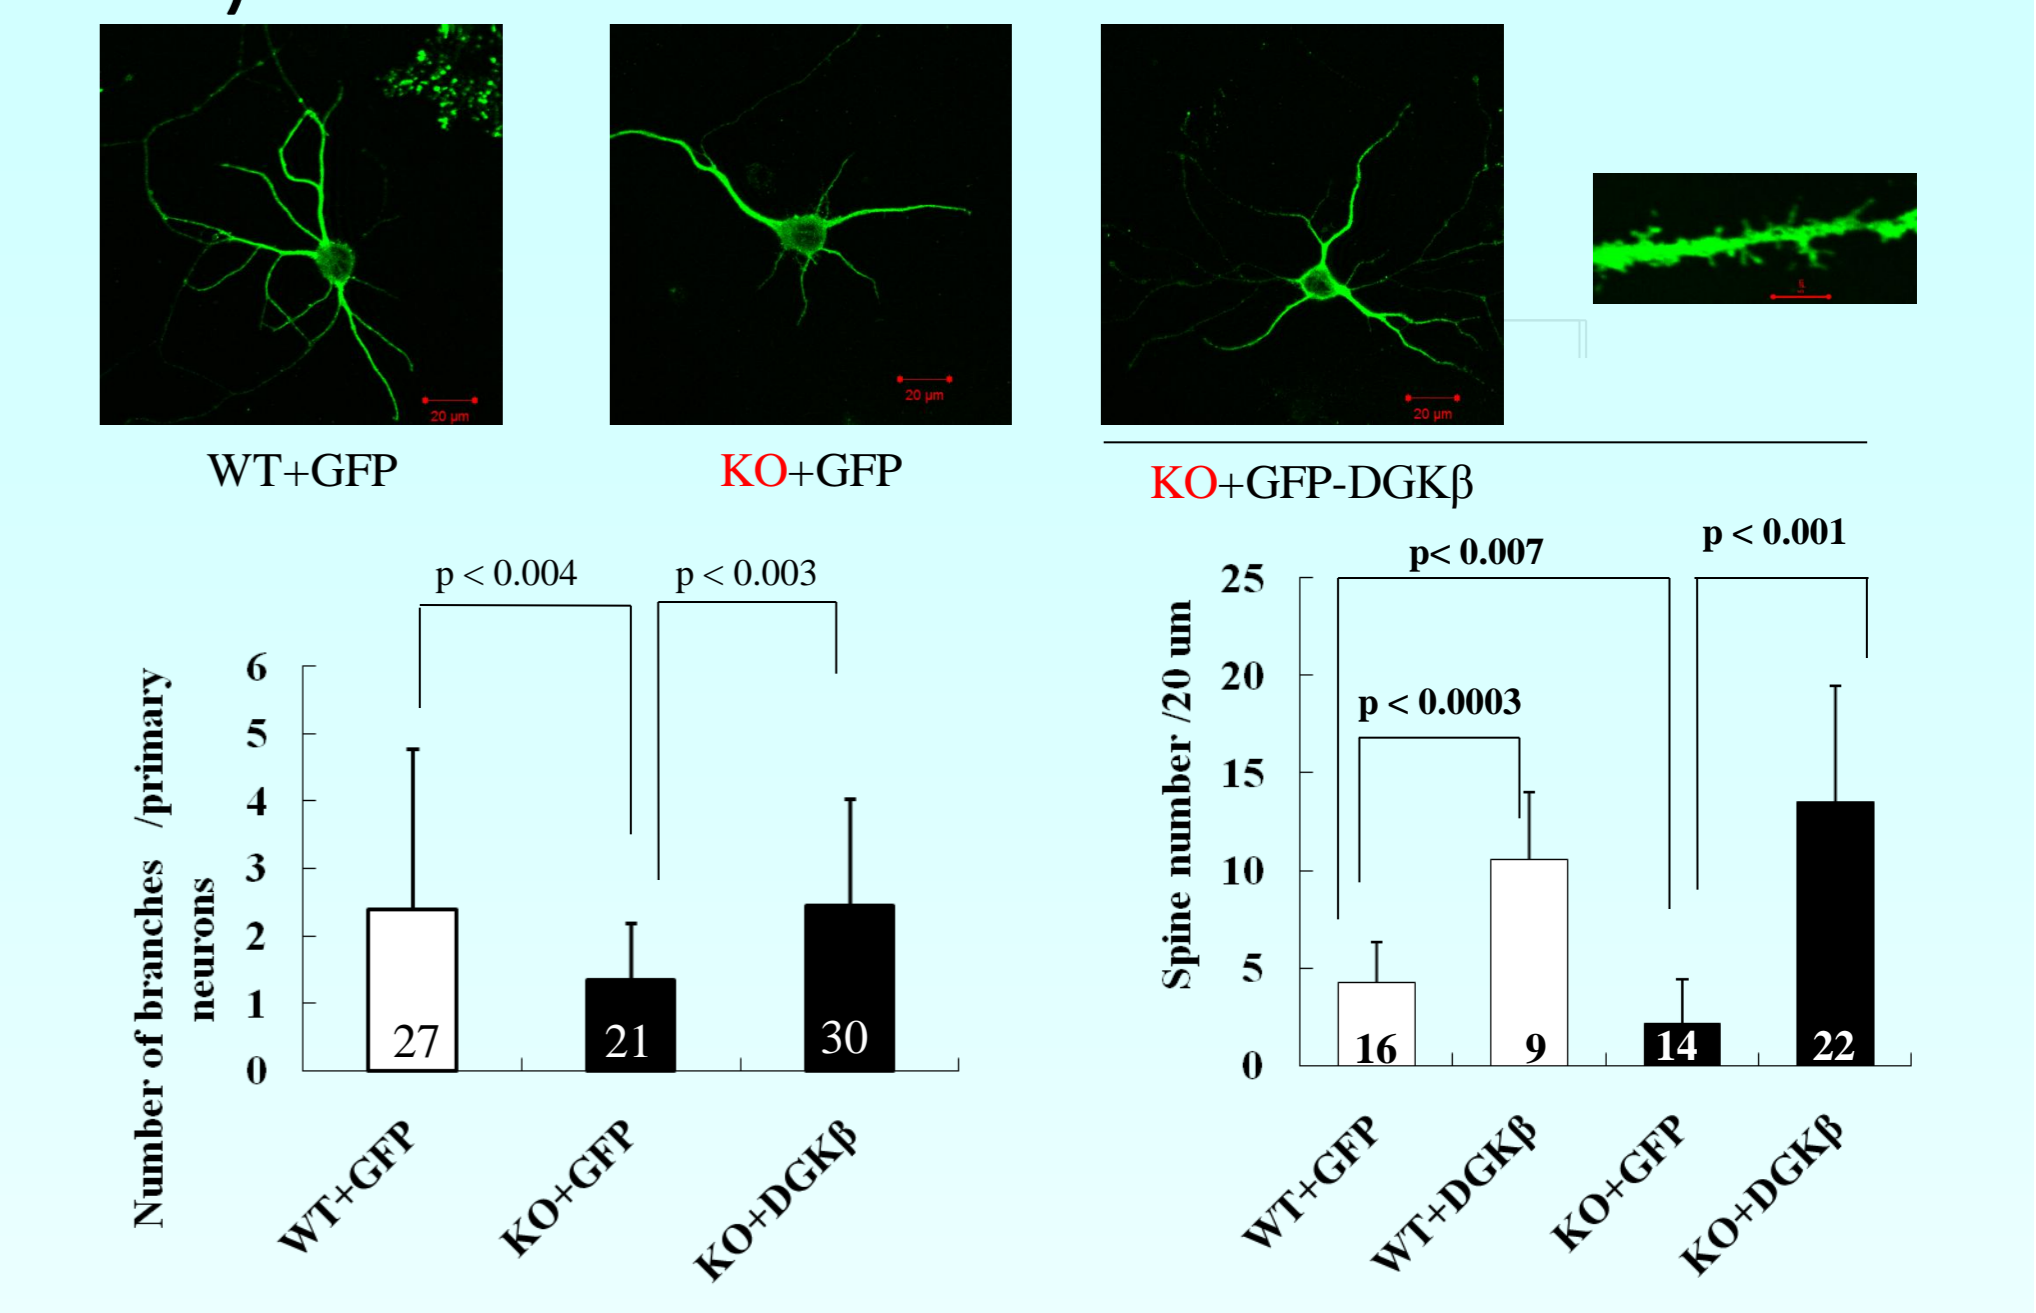 20 µm
20 µm
20 µm
WT+GFP
KO+GFP
KO+GFP-DGKβ
p < 0.004
p < 0.003
Number of branches /primary
neurons
6
5
4
3
2
1
0
27
21
30
WT+GFP
KO+GFP
KO+DGKβ
p< 0.007
p < 0.001
p < 0.0003
Spine number /20 um
25
20
15
10
5
0
16
9
14
22
WT+GFP
WT+DGKβ
KO+GFP
KO+DGKβ